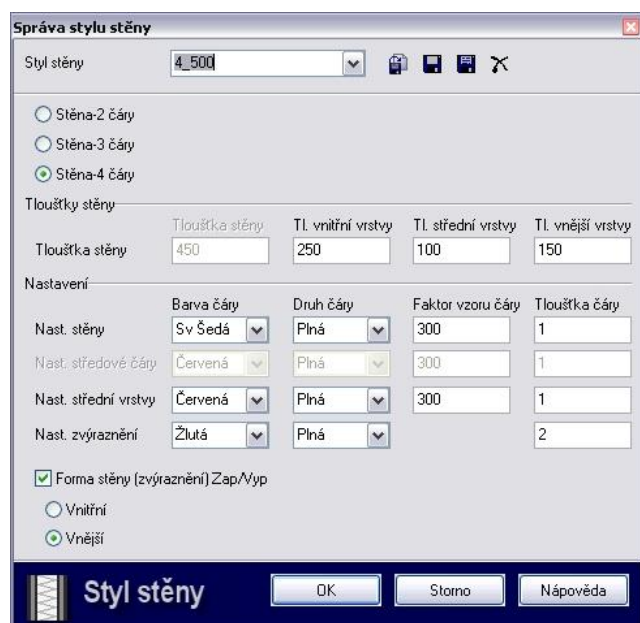 Správa stylu stěny
Styl stěny 4_500
Stěna-2 čáry
Stěna-3 čáry
Stěna-4 čáry
Tloušťky stěny
Tloušťka stěny Tl. vnitřní vrstvy Tl. střední vrstvy Tl. vnější vrstvy
Tloušťka stěny 450 250 100 150
Nastavení
Barva čáry Druh čáry Faktor vzoru čáry Tloušťka čáry
Nast. stěny Sv Šedá Plná 300 1
Nast. středové čáry Červená Plná 300 1
Nast. střední vrstvy Červená Plná 300 1
Nast. zvýraznění Žlutá Plná 2
Forma stěny (zvýraznění) Zap/Vyp
Vnitřní
Vnější
Styl stěny OK Storno Nápověda